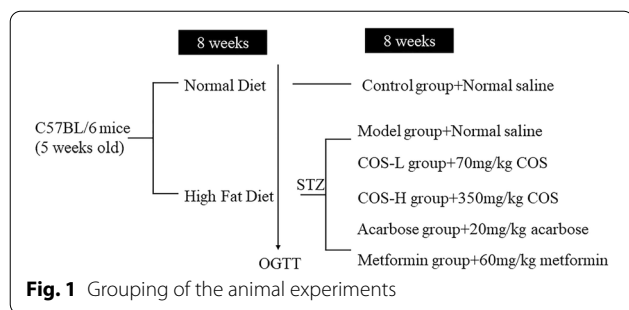 8 weeks
8 weeks
Normal Diet
Control group+Normal saline
C57BL/6 mice
(5 weeks old)
Model group+Normal saline
COS-L group+70mg/kg COS
STZ
High Fat Diet
COS-H group+350mg/kg COS
Acarbose group+20mg/kg acarbose
OGTT
Metformin group+60mg/kg metformin
Fig. 1 Grouping of the animal experiments